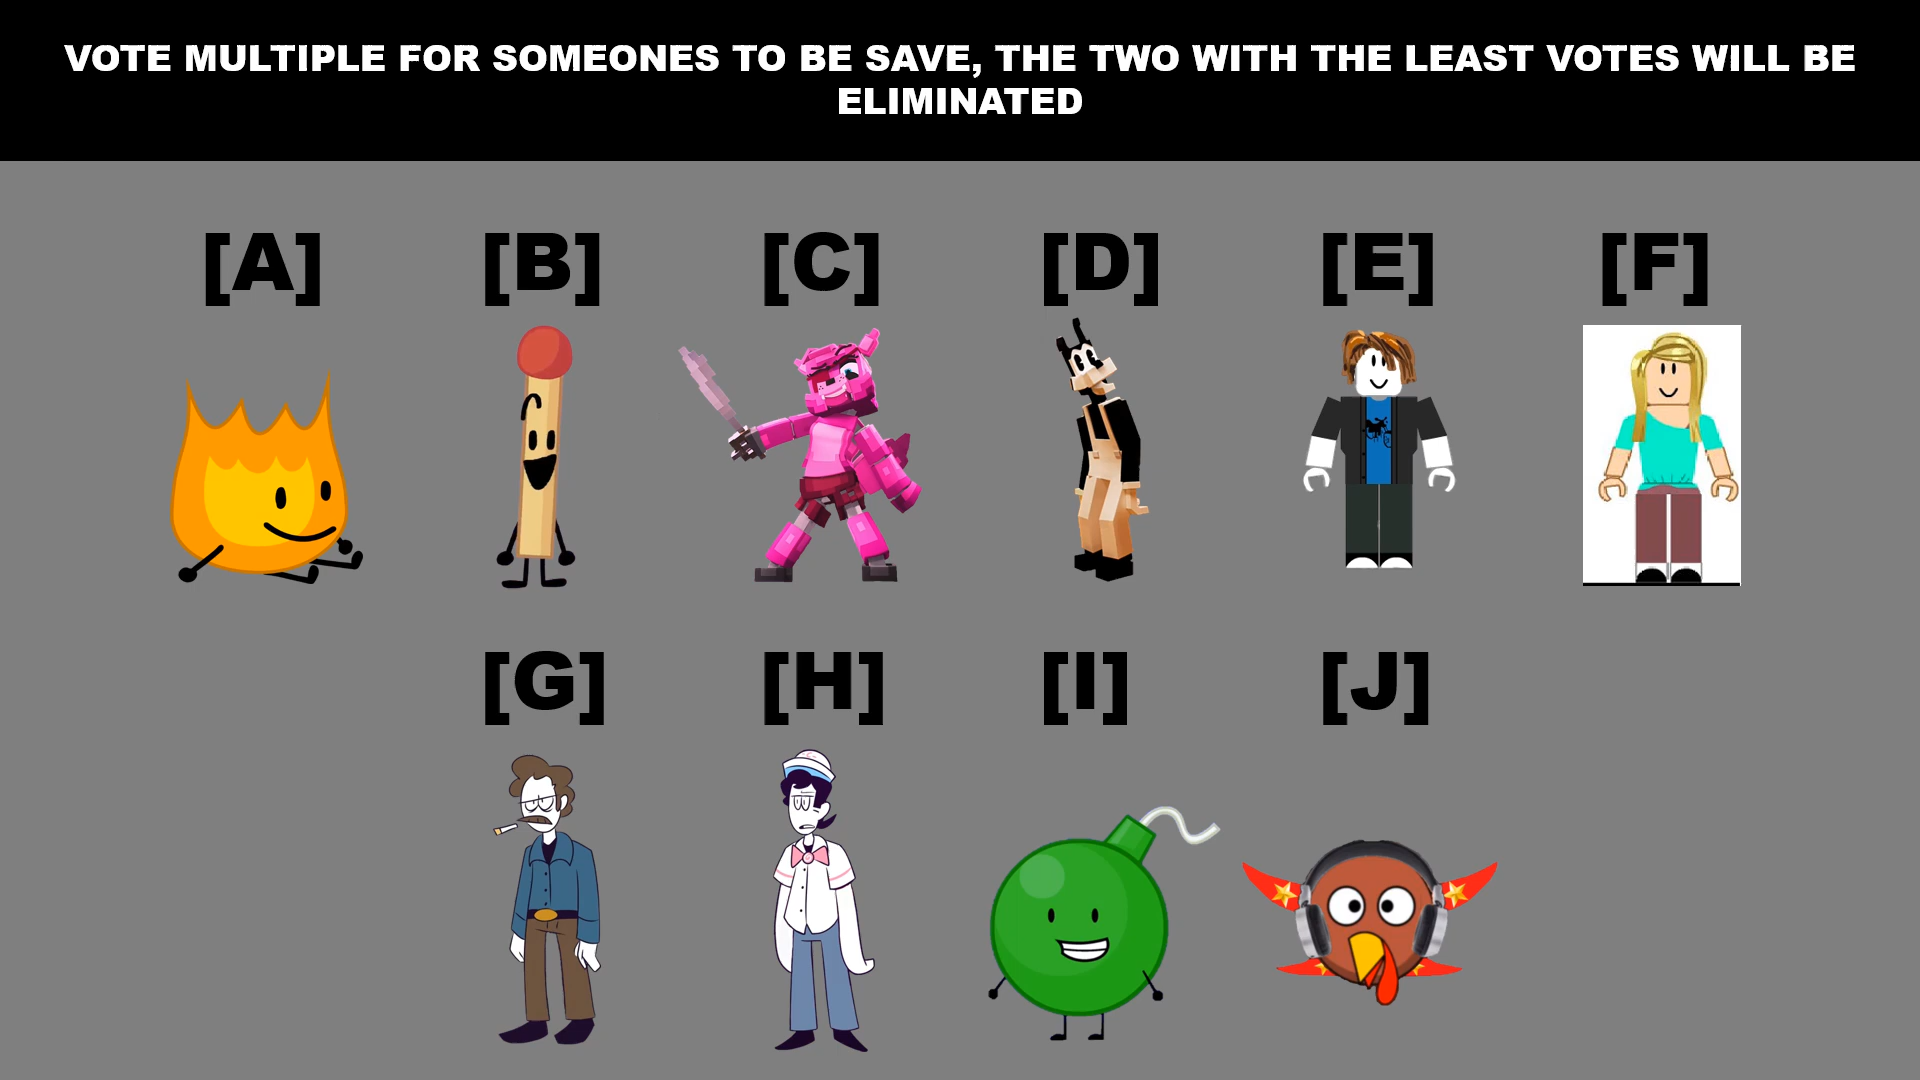 VOTE MULTIPLE FOR SOMEONES TO BE SAVE, THE TWO WITH THE LEAST VOTES WILL BE
ELIMINATED
[A] [B] [C] [D] [E] [F]
[G] [H] [I] [J]